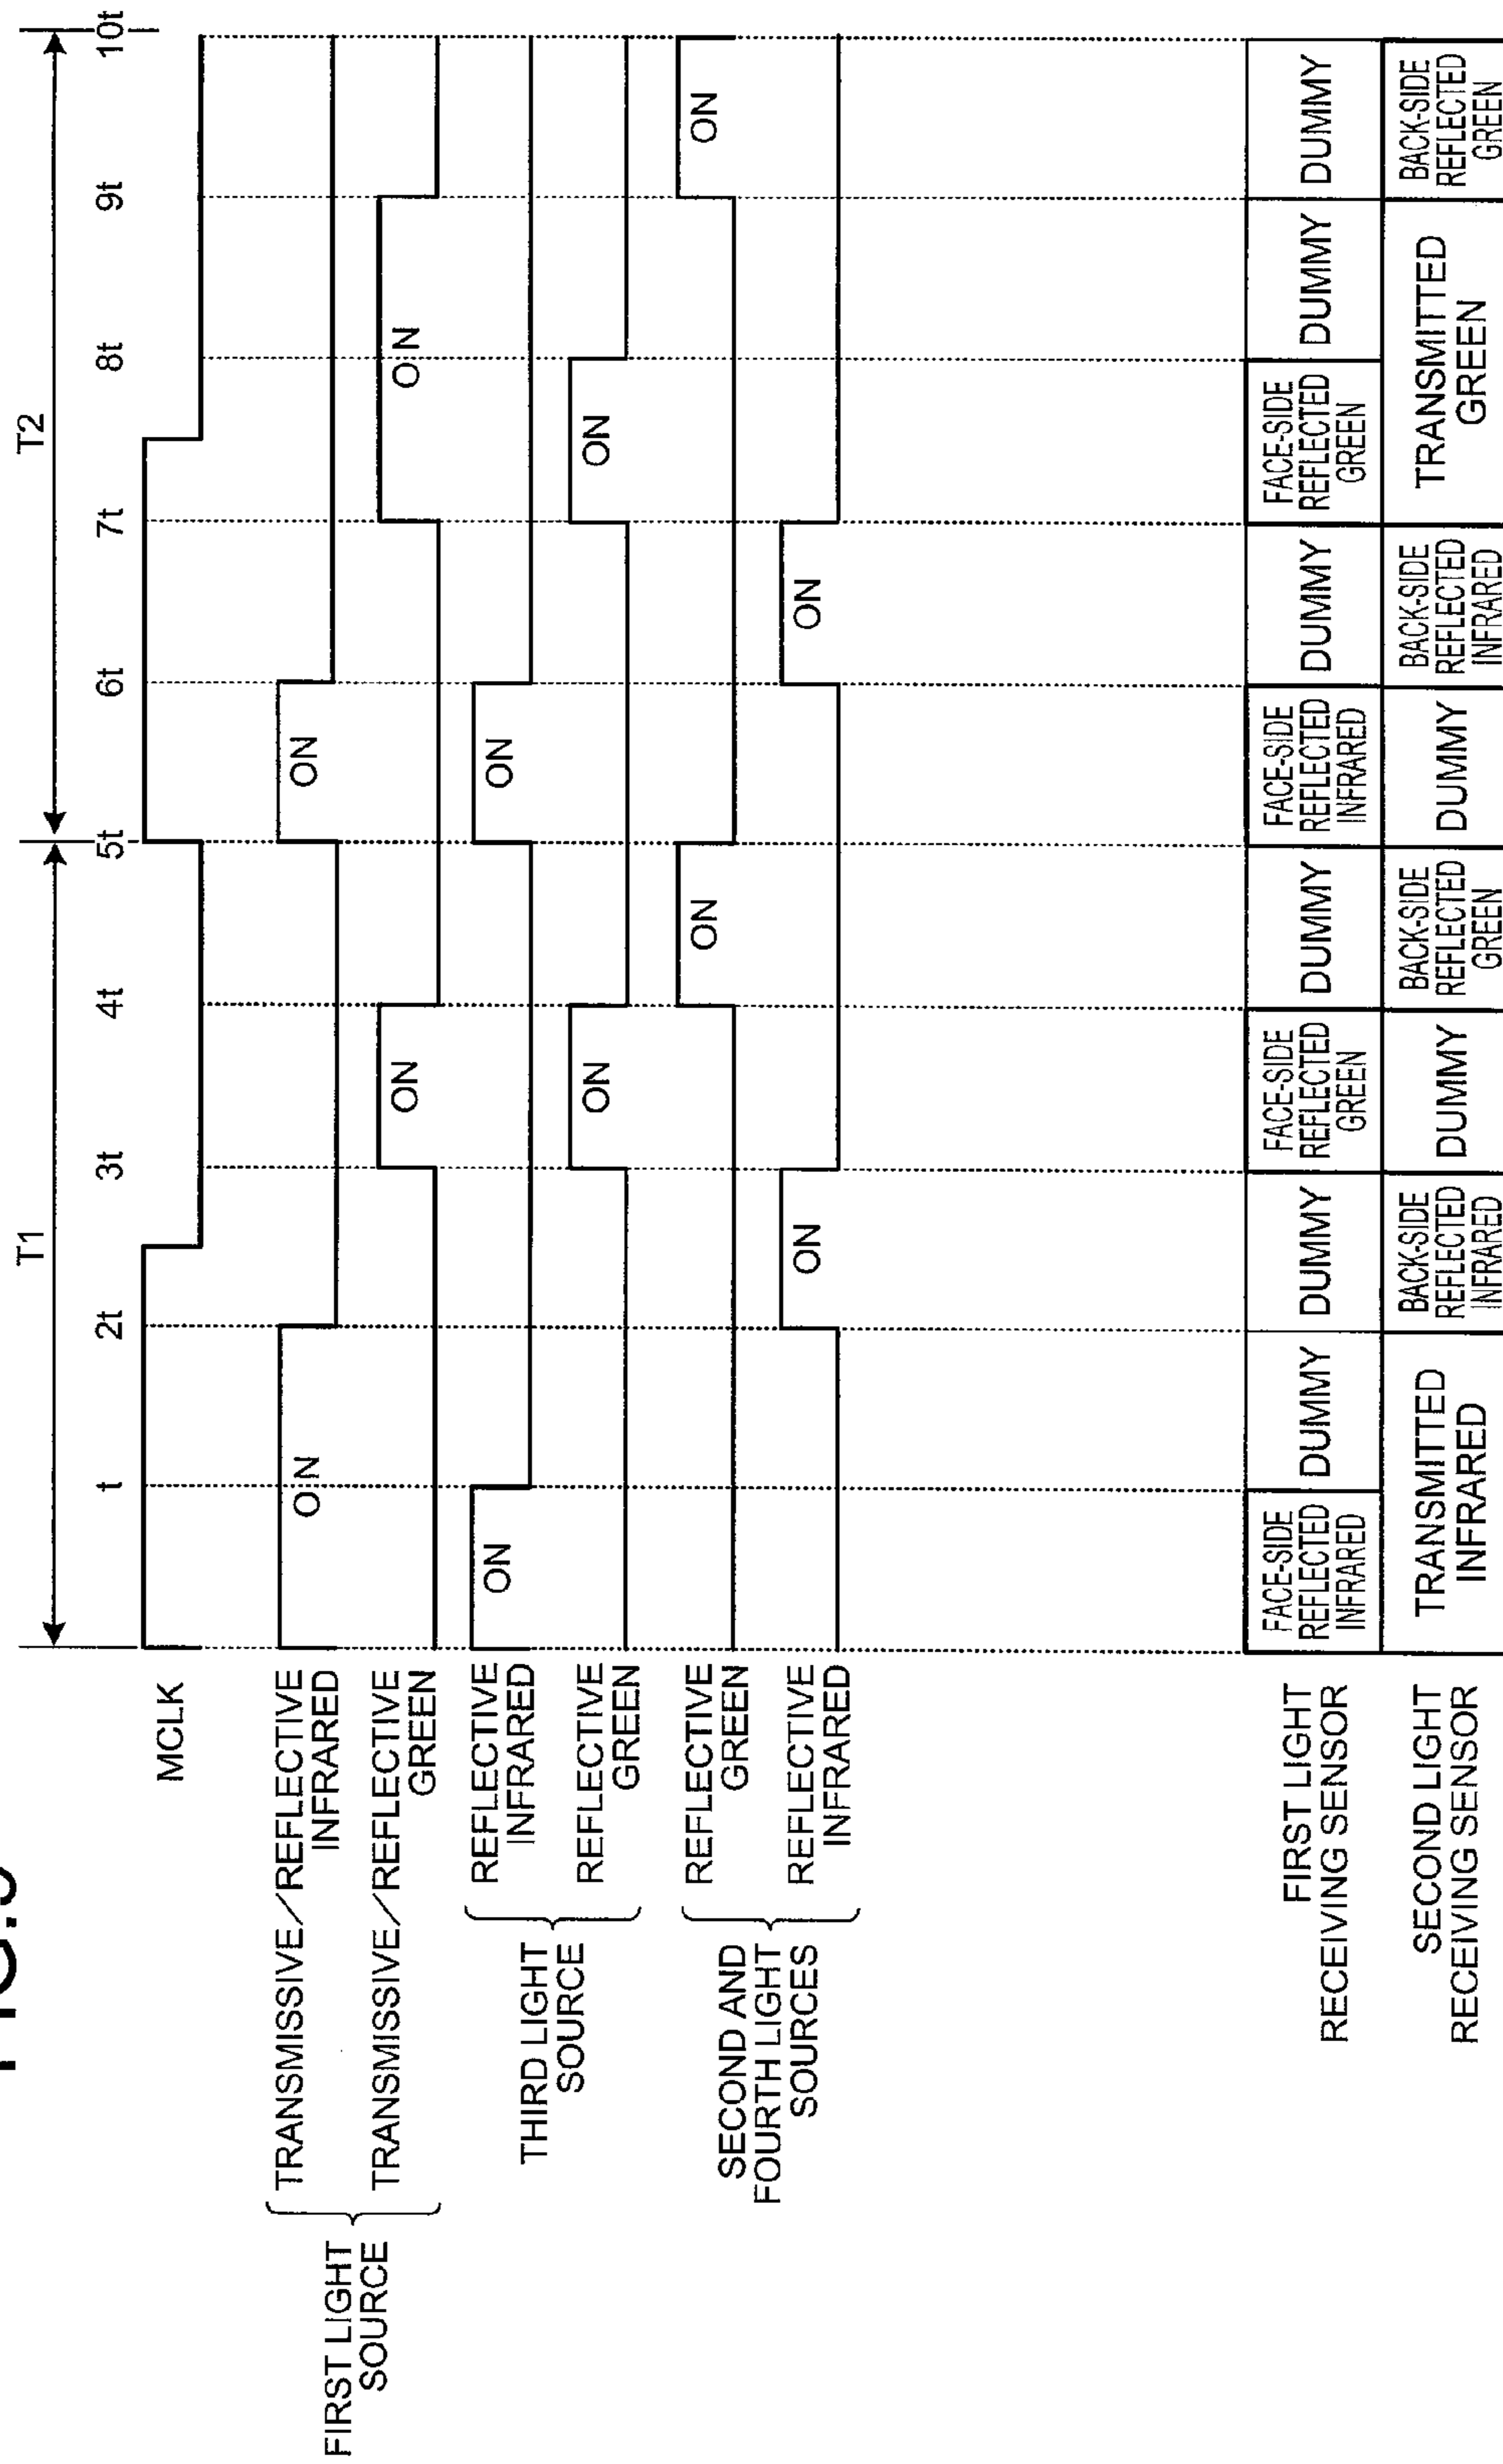 T1
T2
t
2t
3t
4t
5t
6t
7t
8t
9t
10t
MCLK
FIRST LIGHT
SOURCE
TRANSMISSIVE/REFLECTIVE
INFRARED
ON
ON
TRANSMISSIVE/REFLECTIVE
GREEN
ON
ON
THIRD LIGHT
SOURCE
REFLECTIVE
INFRARED
ON
ON
REFLECTIVE
GREEN
ON
ON
SECOND AND
FOURTH LIGHT
SOURCES
REFLECTIVE
GREEN
ON
ON
REFLECTIVE
INFRARED
ON
ON
FIRST LIGHT
RECEIVING SENSOR
FACE-SIDE
REFLECTED
INFRARED
DUMMY
DUMMY
FACE-SIDE
REFLECTED
GREEN
DUMMY
FACE-SIDE
REFLECTED
INFRARED
DUMMY
FACE-SIDE
REFLECTED
GREEN
DUMMY
DUMMY
SECOND LIGHT
RECEIVING SENSOR
TRANSMITTED
INFRARED
BACK-SIDE
REFLECTED
INFRARED
DUMMY
BACK-SIDE
REFLECTED
GREEN
DUMMY
BACK-SIDE
REFLECTED
INFRARED
TRANSMITTED
GREEN
BACK-SIDE
REFLECTED
GREEN